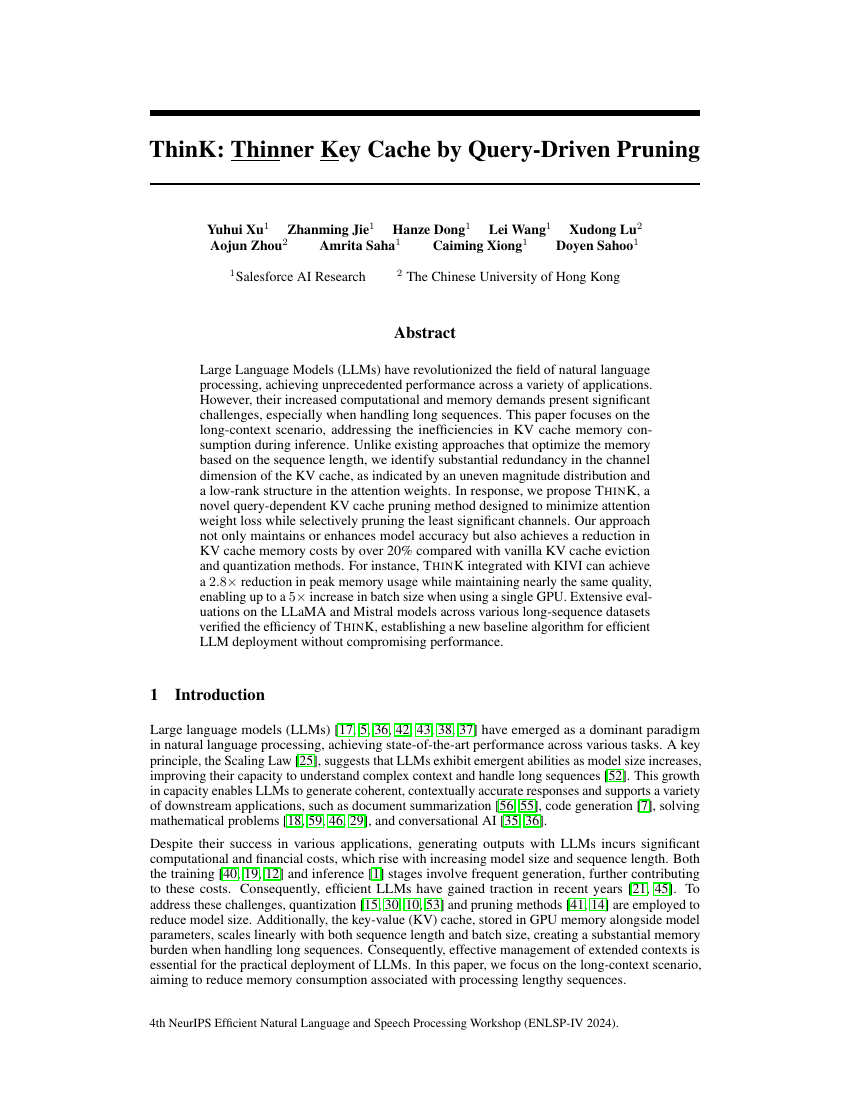 ThinK: Thinner Key Cache by Query-Driven Pruning
Yuhui Xu¹ Zhanming Jie¹ Hanze Dong¹ Lei Wang¹ Xudong Lu²
Aojun Zhou² Amrita Saha¹ Caiming Xiong¹ Doyen Sahoo¹
¹Salesforce AI Research ² The Chinese University of Hong Kong
Abstract
Large Language Models (LLMs) have revolutionized the field of natural language
processing, achieving unprecedented performance across a variety of applications.
However, their increased computational and memory demands present significant
challenges, especially when handling long sequences. This paper focuses on the
long-context scenario, addressing the inefficiencies in KV cache memory con-
sumption during inference. Unlike existing approaches that optimize the memory
based on the sequence length, we identify substantial redundancy in the channel
dimension of the KV cache, as indicated by an uneven magnitude distribution and
a low-rank structure in the attention weights. In response, we propose THINK, a
novel query-dependent KV cache pruning method designed to minimize attention
weight loss while selectively pruning the least significant channels. Our approach
not only maintains or enhances model accuracy but also achieves a reduction in
KV cache memory costs by over 20% compared with vanilla KV cache eviction
and quantization methods. For instance, THINK integrated with KIVI can achieve
a 2.8× reduction in peak memory usage while maintaining nearly the same quality,
enabling up to a 5× increase in batch size when using a single GPU. Extensive eval-
uations on the LLaMA and Mistral models across various long-sequence datasets
verified the efficiency of THINK, establishing a new baseline algorithm for efficient
LLM deployment without compromising performance.
1 Introduction
Large language models (LLMs) [17, 5, 36, 42, 43, 38, 37] have emerged as a dominant paradigm
in natural language processing, achieving state-of-the-art performance across various tasks. A key
principle, the Scaling Law [25], suggests that LLMs exhibit emergent abilities as model size increases,
improving their capacity to understand complex context and handle long sequences [52]. This growth
in capacity enables LLMs to generate coherent, contextually accurate responses and supports a variety
of downstream applications, such as document summarization [56, 55], code generation [7], solving
mathematical problems [18, 59, 46, 29], and conversational AI [35, 36].
Despite their success in various applications, generating outputs with LLMs incurs significant
computational and financial costs, which rise with increasing model size and sequence length. Both
the training [40, 19, 12] and inference [1] stages involve frequent generation, further contributing
to these costs. Consequently, efficient LLMs have gained traction in recent years [21, 45]. To
address these challenges, quantization [15, 30, 10, 53] and pruning methods [41, 14] are employed to
reduce model size. Additionally, the key-value (KV) cache, stored in GPU memory alongside model
parameters, scales linearly with both sequence length and batch size, creating a substantial memory
burden when handling long sequences. Consequently, effective management of extended contexts is
essential for the practical deployment of LLMs. In this paper, we focus on the long-context scenario,
aiming to reduce memory consumption associated with processing lengthy sequences.
4th NeurIPS Efficient Natural Language and Speech Processing Workshop (ENLSP-IV 2024).